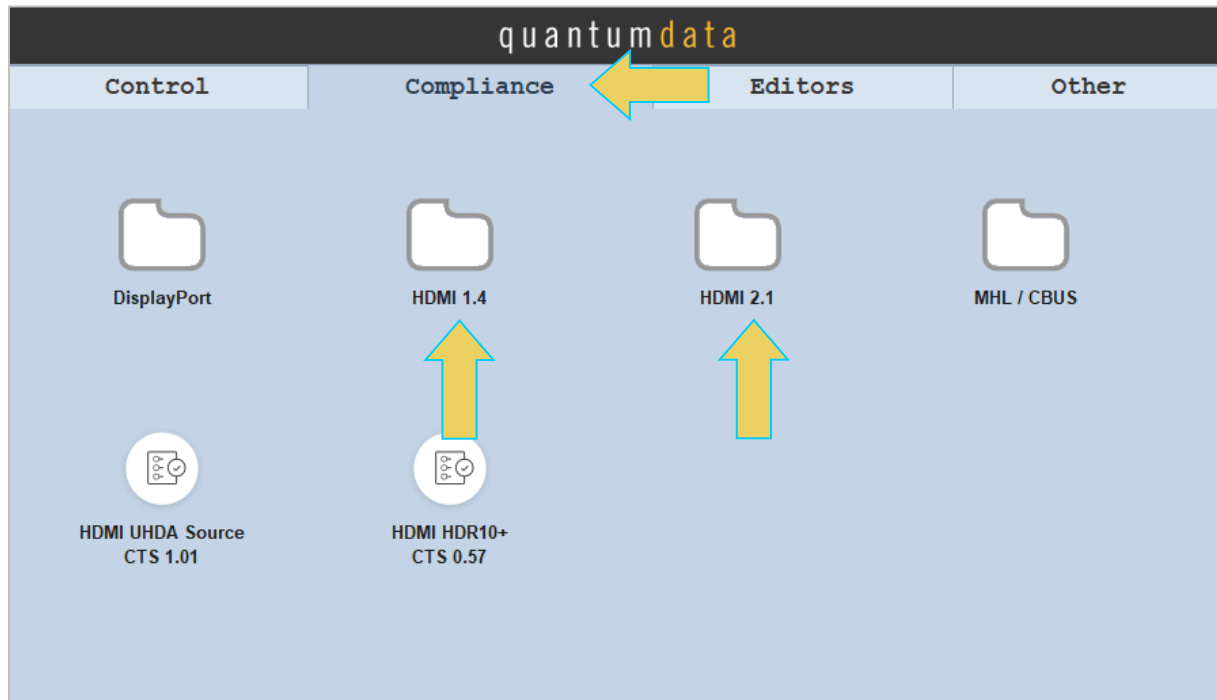 quantumdata
Control Compliance Editors Other
DisplayPort HDMI 1.4 HDMI 2.1 MHL / CBUS
HDMI UHDA Source
CTS 1.01
HDMI HDR10+
CTS 0.57